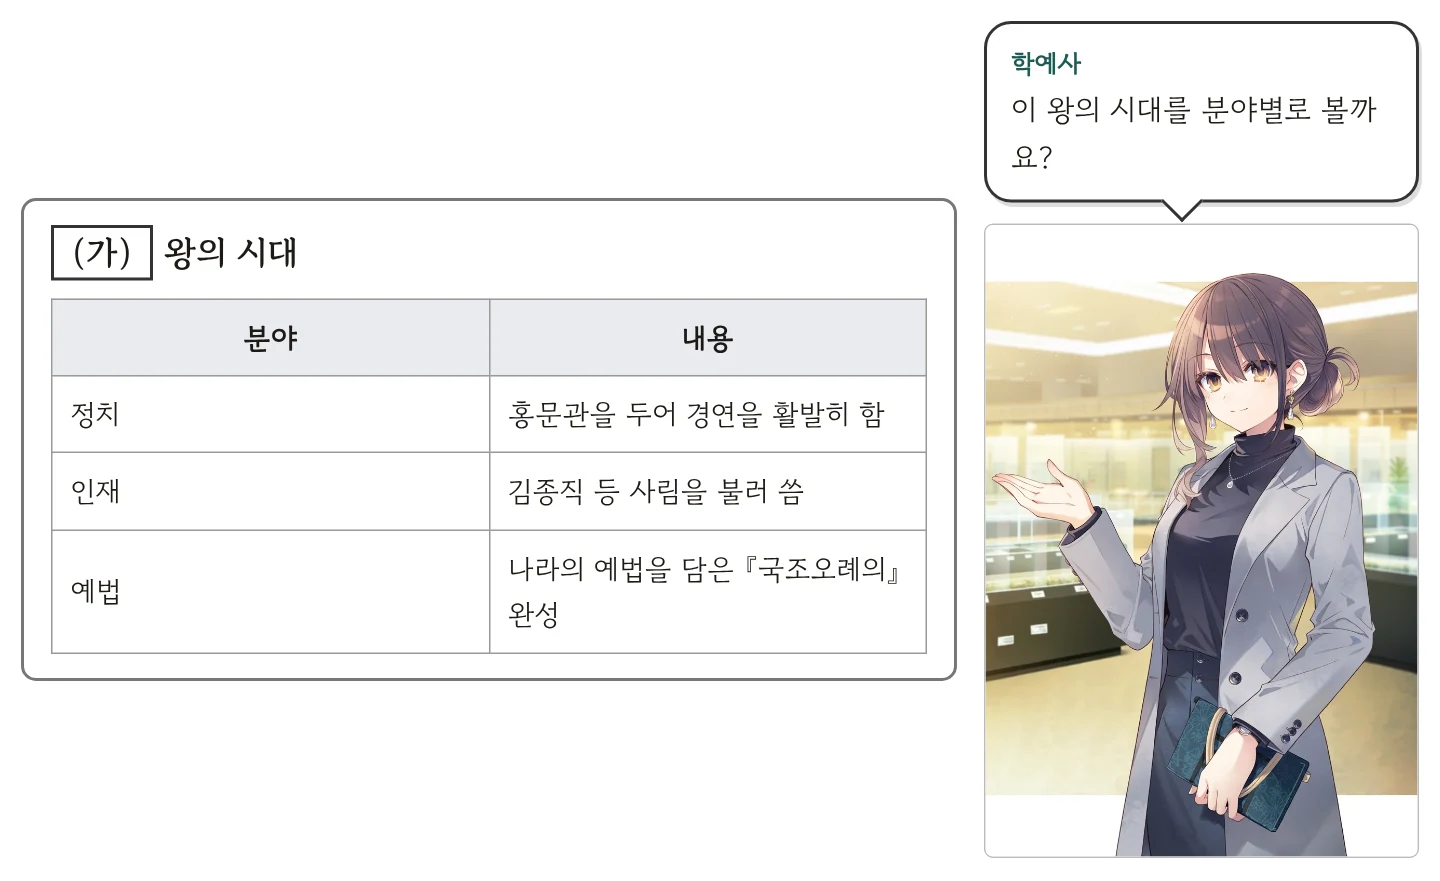 학예사
이 왕의 시대를 분야별로 볼까
요?
(가) 왕의 시대
분야 내용
정치 홍문관을 두어 경연을 활발히 함
인재 김종직 등 사림을 불러 씀
예법 나라의 예법을 담은 『국조오례의』
완성